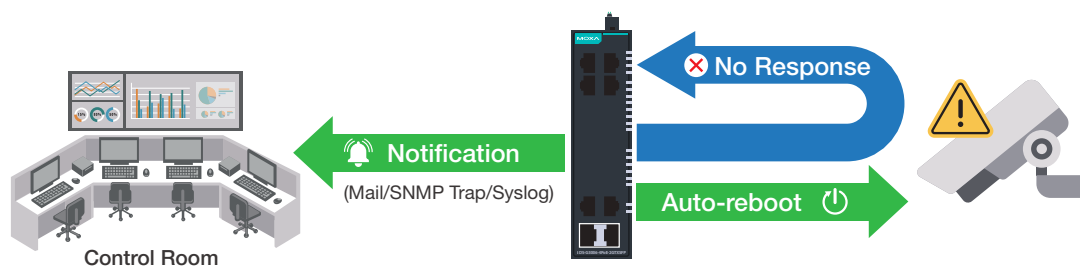 MOXA
No Response
Notification
(Mail/SNMP Trap/Syslog)
Auto-reboot
Control Room